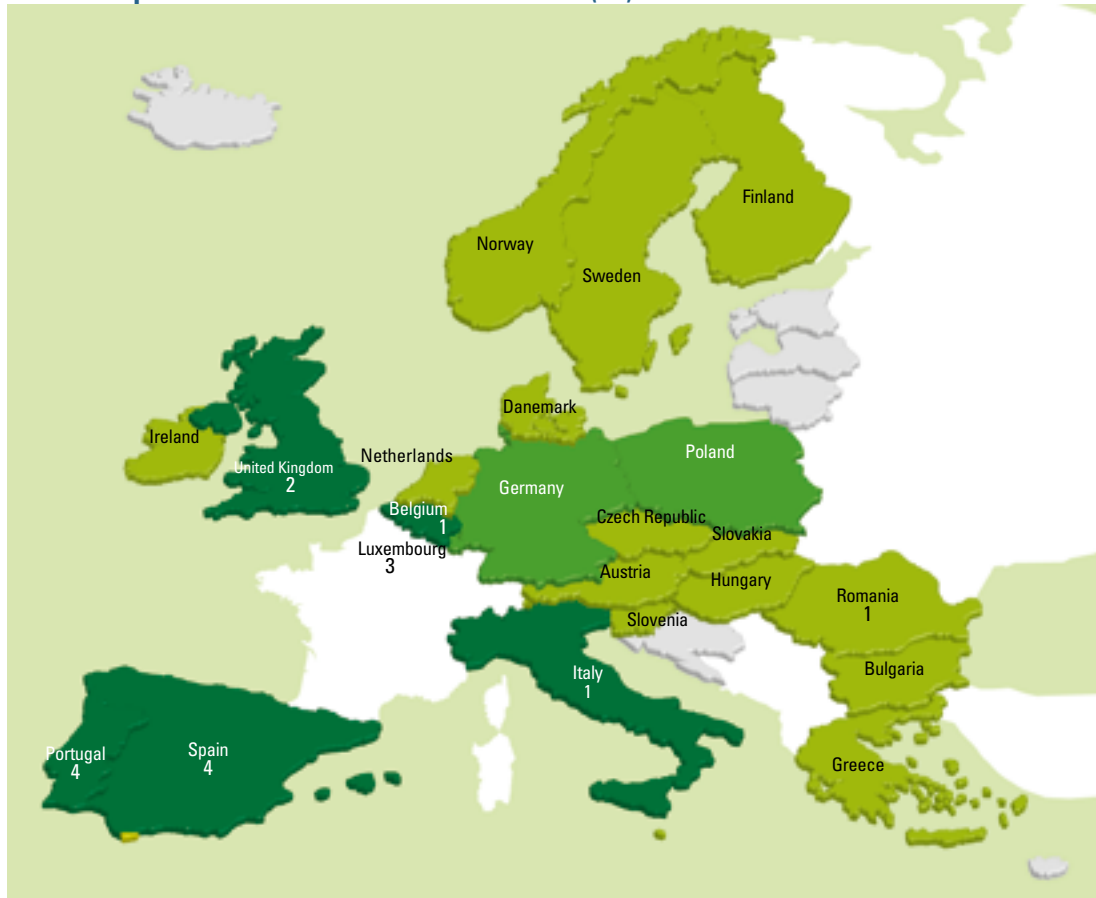 Finland
Norway
Sweden
Danemark
Ireland
Netherlands
Poland
United Kingdom
2
Germany
Belgium
1
Czech Republic
Slovakia
Luxembourg
3
Austria
Hungary
Romania
1
Slovenia
Bulgaria
Italy
1
Portugal
4
Spain
4
Greece